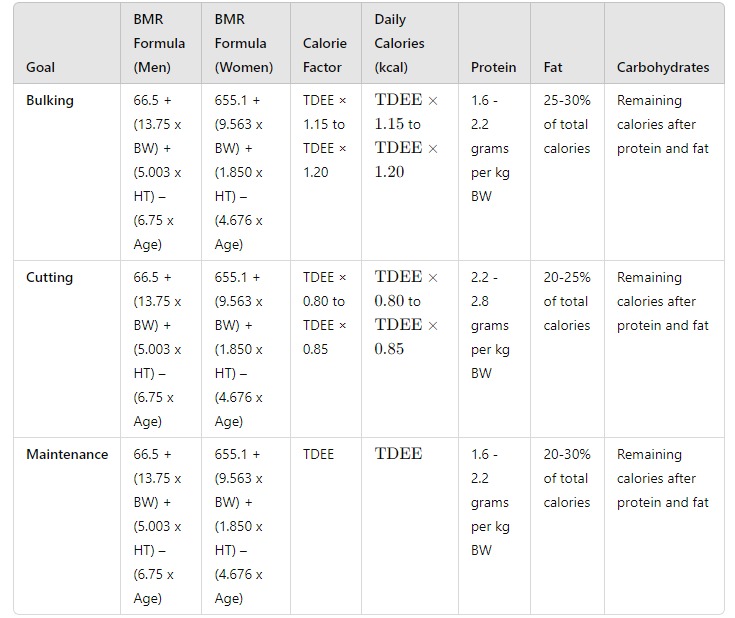 BMR BMR Daily
Formula Formula Calorie Calories
Goal (Men) (Women) Factor (kcal) Protein Fat Carbohydrates
Bulking 66.5 + 655.1 + TDEE × TDEE × 1.6 - 25-30% Remaining
(13.75 x (9.563 x 1.15 to 1.15 to 2.2 of total calories after
BW) + BW) + TDEE × TDEE × grams calories protein and fat
(5.003 x (1.850 x 1.20 1.20 per kg
HT) – HT) – BW
(6.75 x (4.676 x
Age) Age)
Cutting 66.5 + 655.1 + TDEE × TDEE × 2.2 - 20-25% Remaining
(13.75 x (9.563 x 0.80 to 0.80 to 2.8 of total calories after
BW) + BW) + TDEE × TDEE × grams calories protein and fat
(5.003 x (1.850 x 0.85 0.85 per kg
HT) – HT) – BW
(6.75 x (4.676 x
Age) Age)
Maintenance 66.5 + 655.1 + TDEE TDEE 1.6 - 20-30% Remaining
(13.75 x (9.563 x 2.2 of total calories after
BW) + BW) + grams calories protein and fat
(5.003 x (1.850 x per kg
HT) – HT) – BW
(6.75 x (4.676 x
Age) Age)